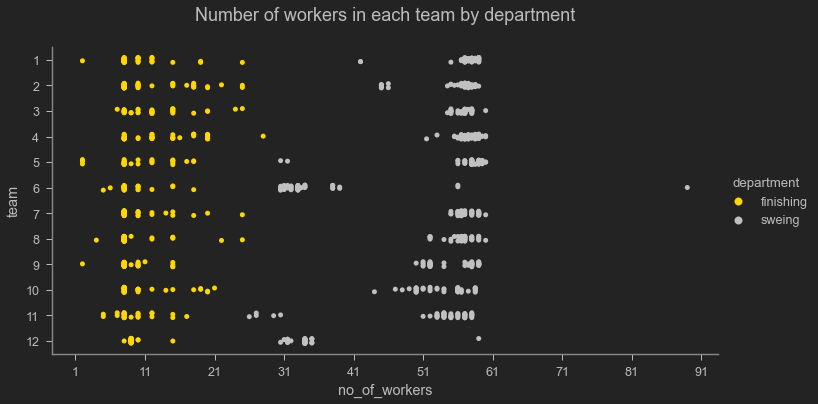 Number of workers in each team by department
team
1
2
3
4
5
6
7
8
9
10
11
12
1 11 21 31 41 51 61 71 81 91
no_of_workers
department
finishing
sweing